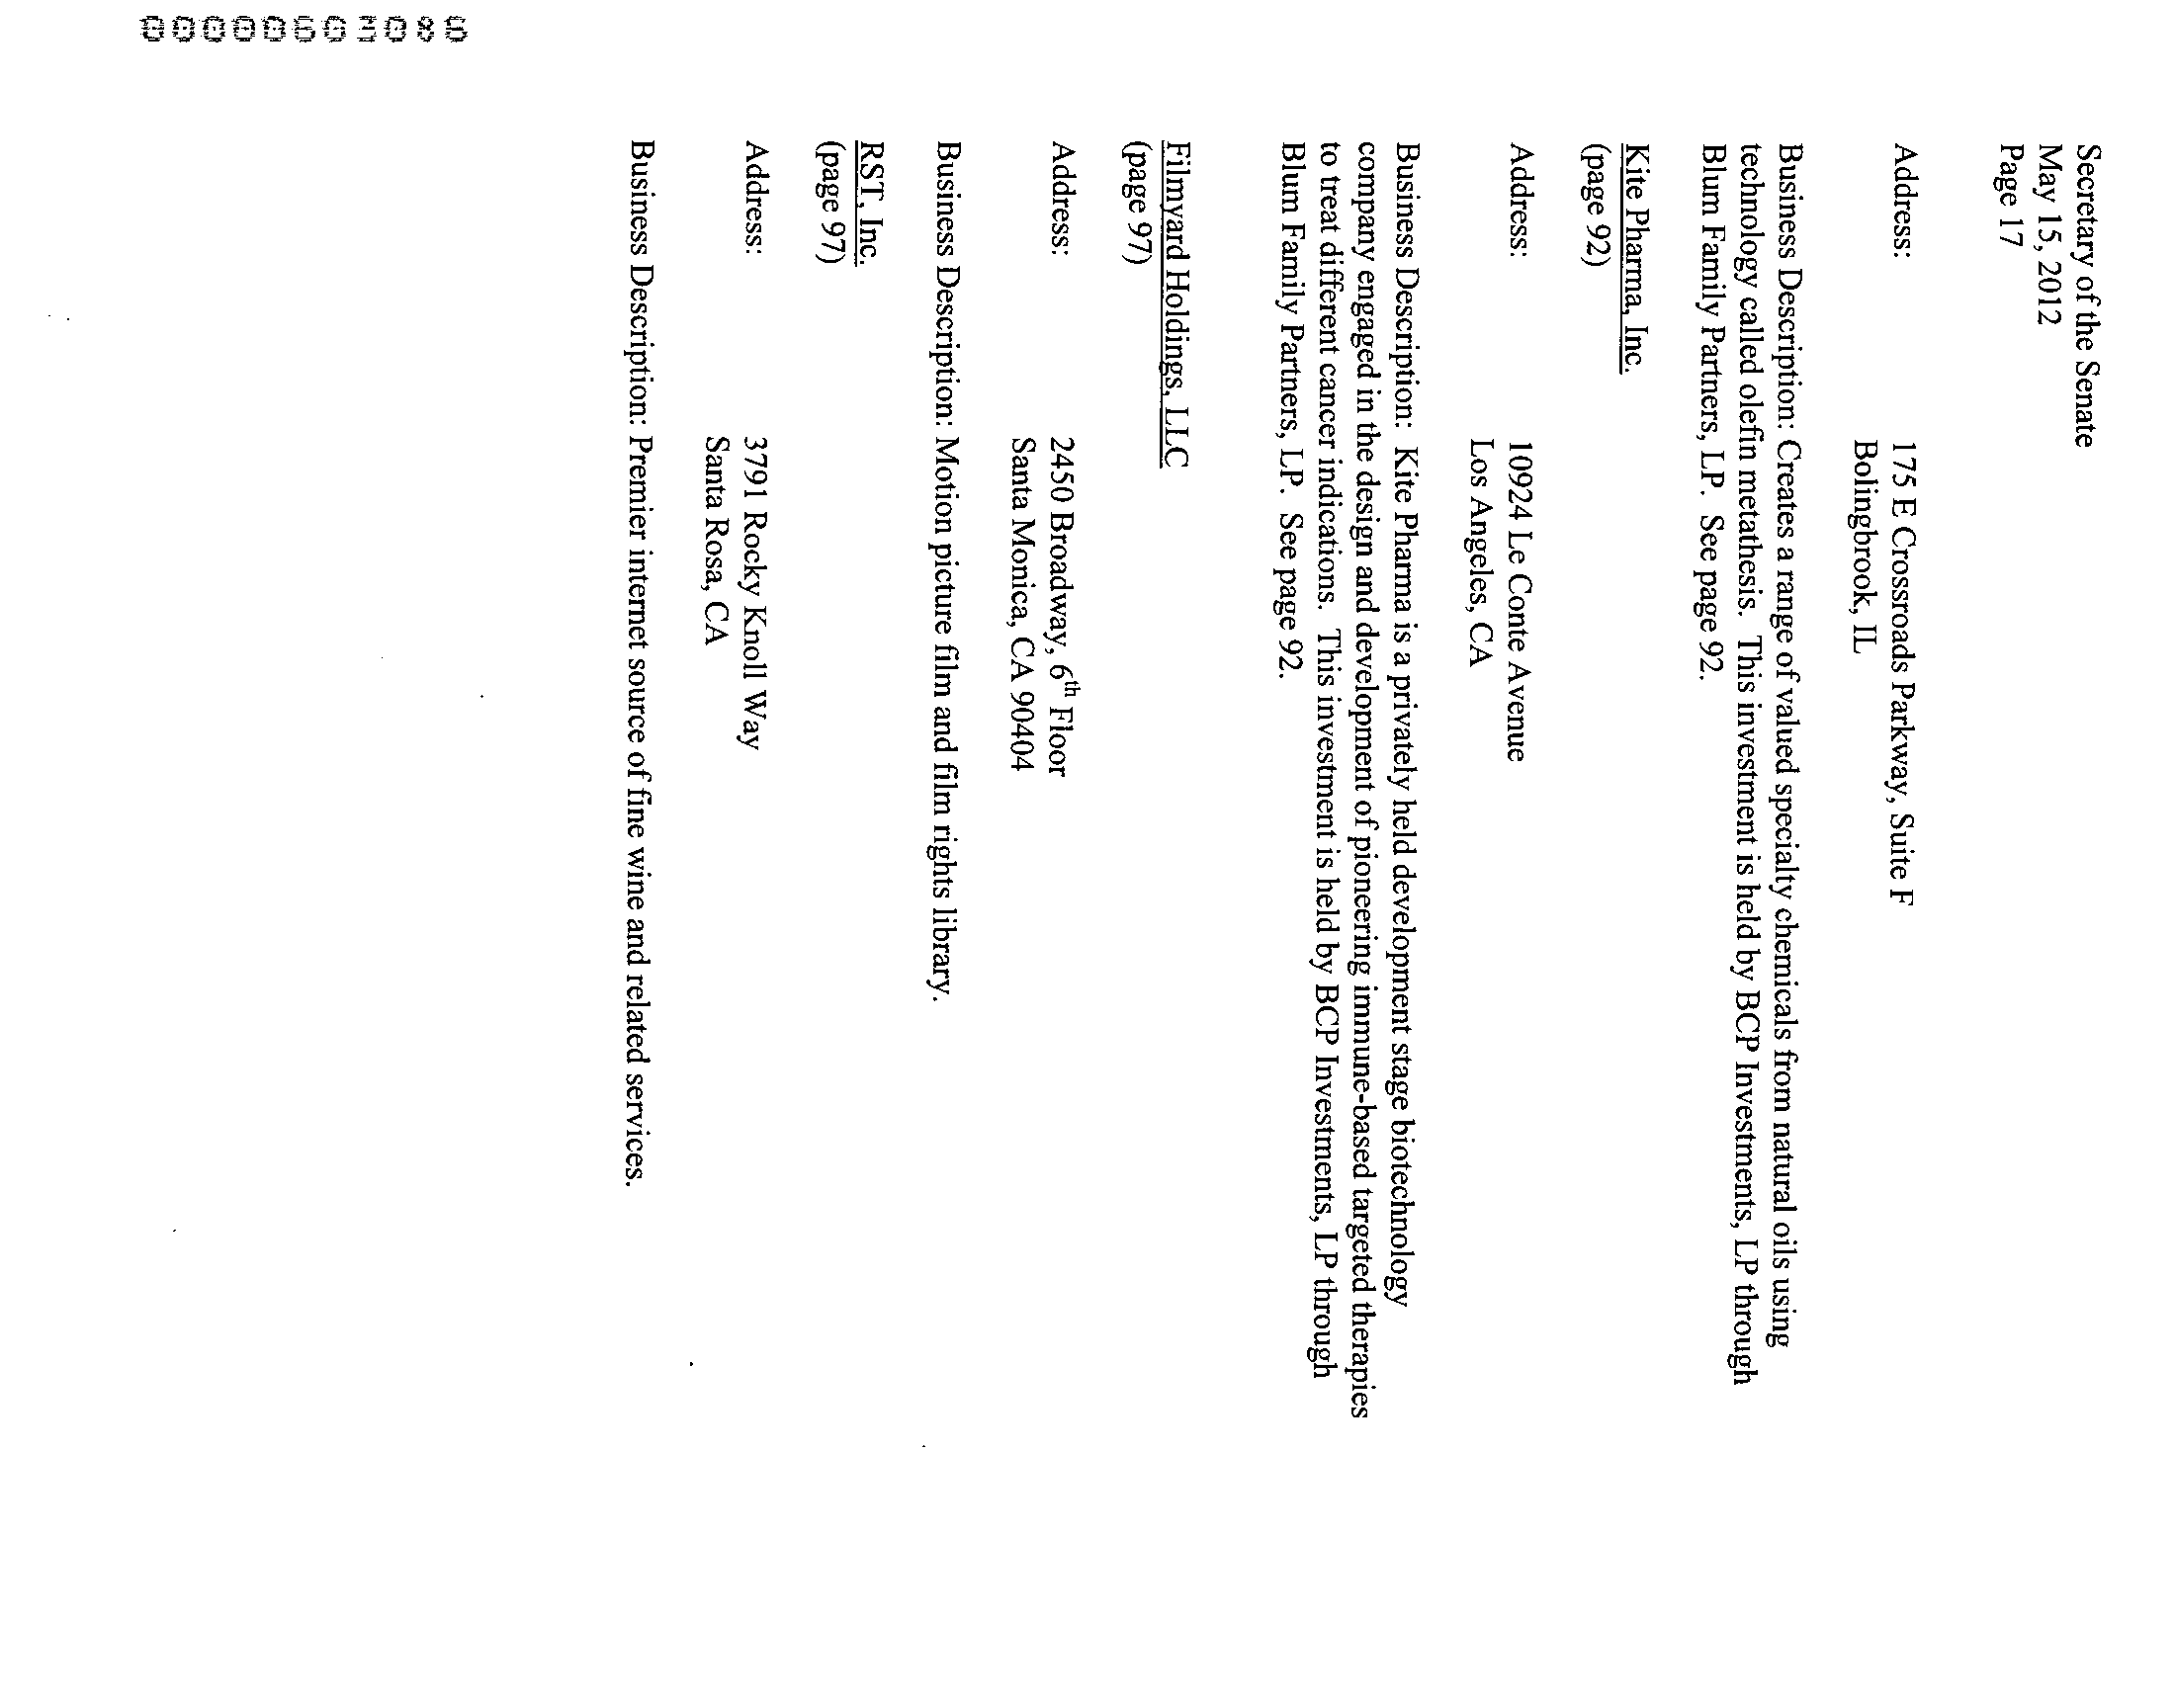 Secretary of the Senate
May 15, 2012
Page 17
Address: 175 E Crossroads Parkway, Suite F
Bolingbrook, IL
Business Description: Creates a range of valued specialty chemicals from natural oils using
technology called olefin metathesis. This investment is held by BCP Investments, LP through
Blum Family Partners, LP. See page 92.
Kite Pharma, Inc.
(page 92)
Address: 10924 Le Conte Avenue
Los Angeles, CA
Business Description: Kite Pharma is a privately held development stage biotechnology
company engaged in the design and development of pioneering immune-based targeted therapies
to treat different cancer indications. This investment is held by BCP Investments, LP through
Blum Family Partners, LP. See page 92.
Filmyard Holdings, LLC
(page 97)
Address: 2450 Broadway, 6th Floor
Santa Monica, CA 90404
Business Description: Motion picture film and film rights library.
RST, Inc.
(page 97)
Address: 3791 Rocky Knoll Way
Santa Rosa, CA
Business Description: Premier internet source of fine wine and related services.